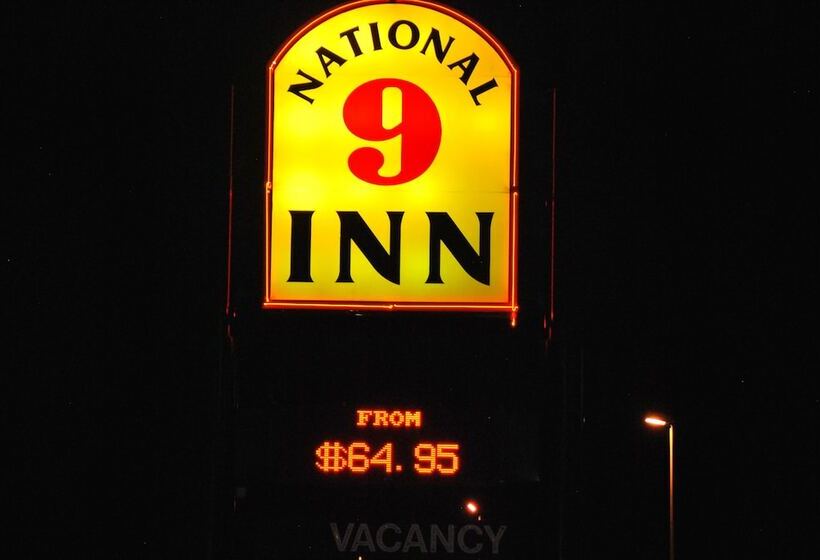 NATIONAL
9
INN
FROM
$64.95
VACANCY